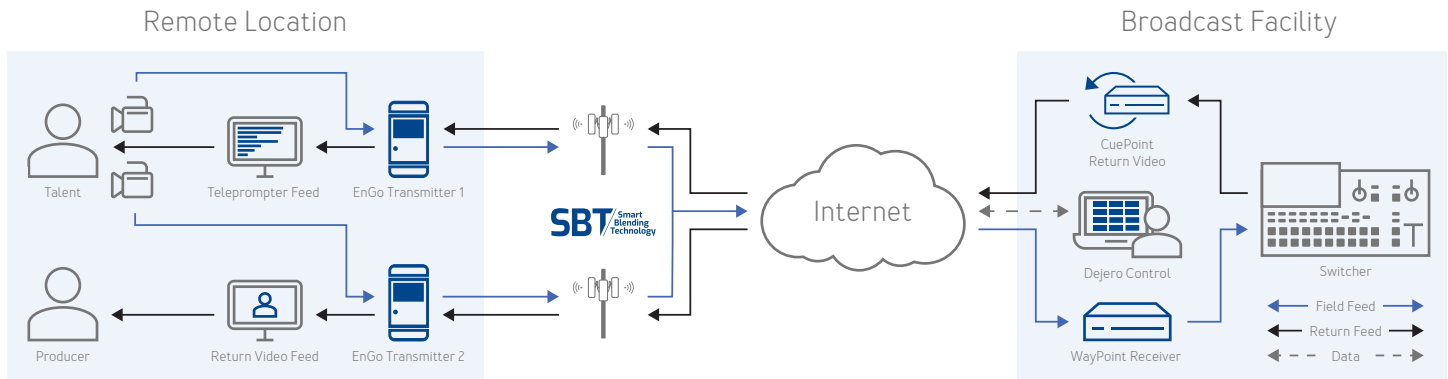 Remote Location
Broadcast Facility
Talent
Teleprompter Feed
EnGo Transmitter 1
SBT Smart
Blending
Technology
Internet
CuePoint
Return Video
Dejero Control
Switcher
Producer
Return Video Feed
EnGo Transmitter 2
WayPoint Receiver
Field Feed
Return Feed
Data